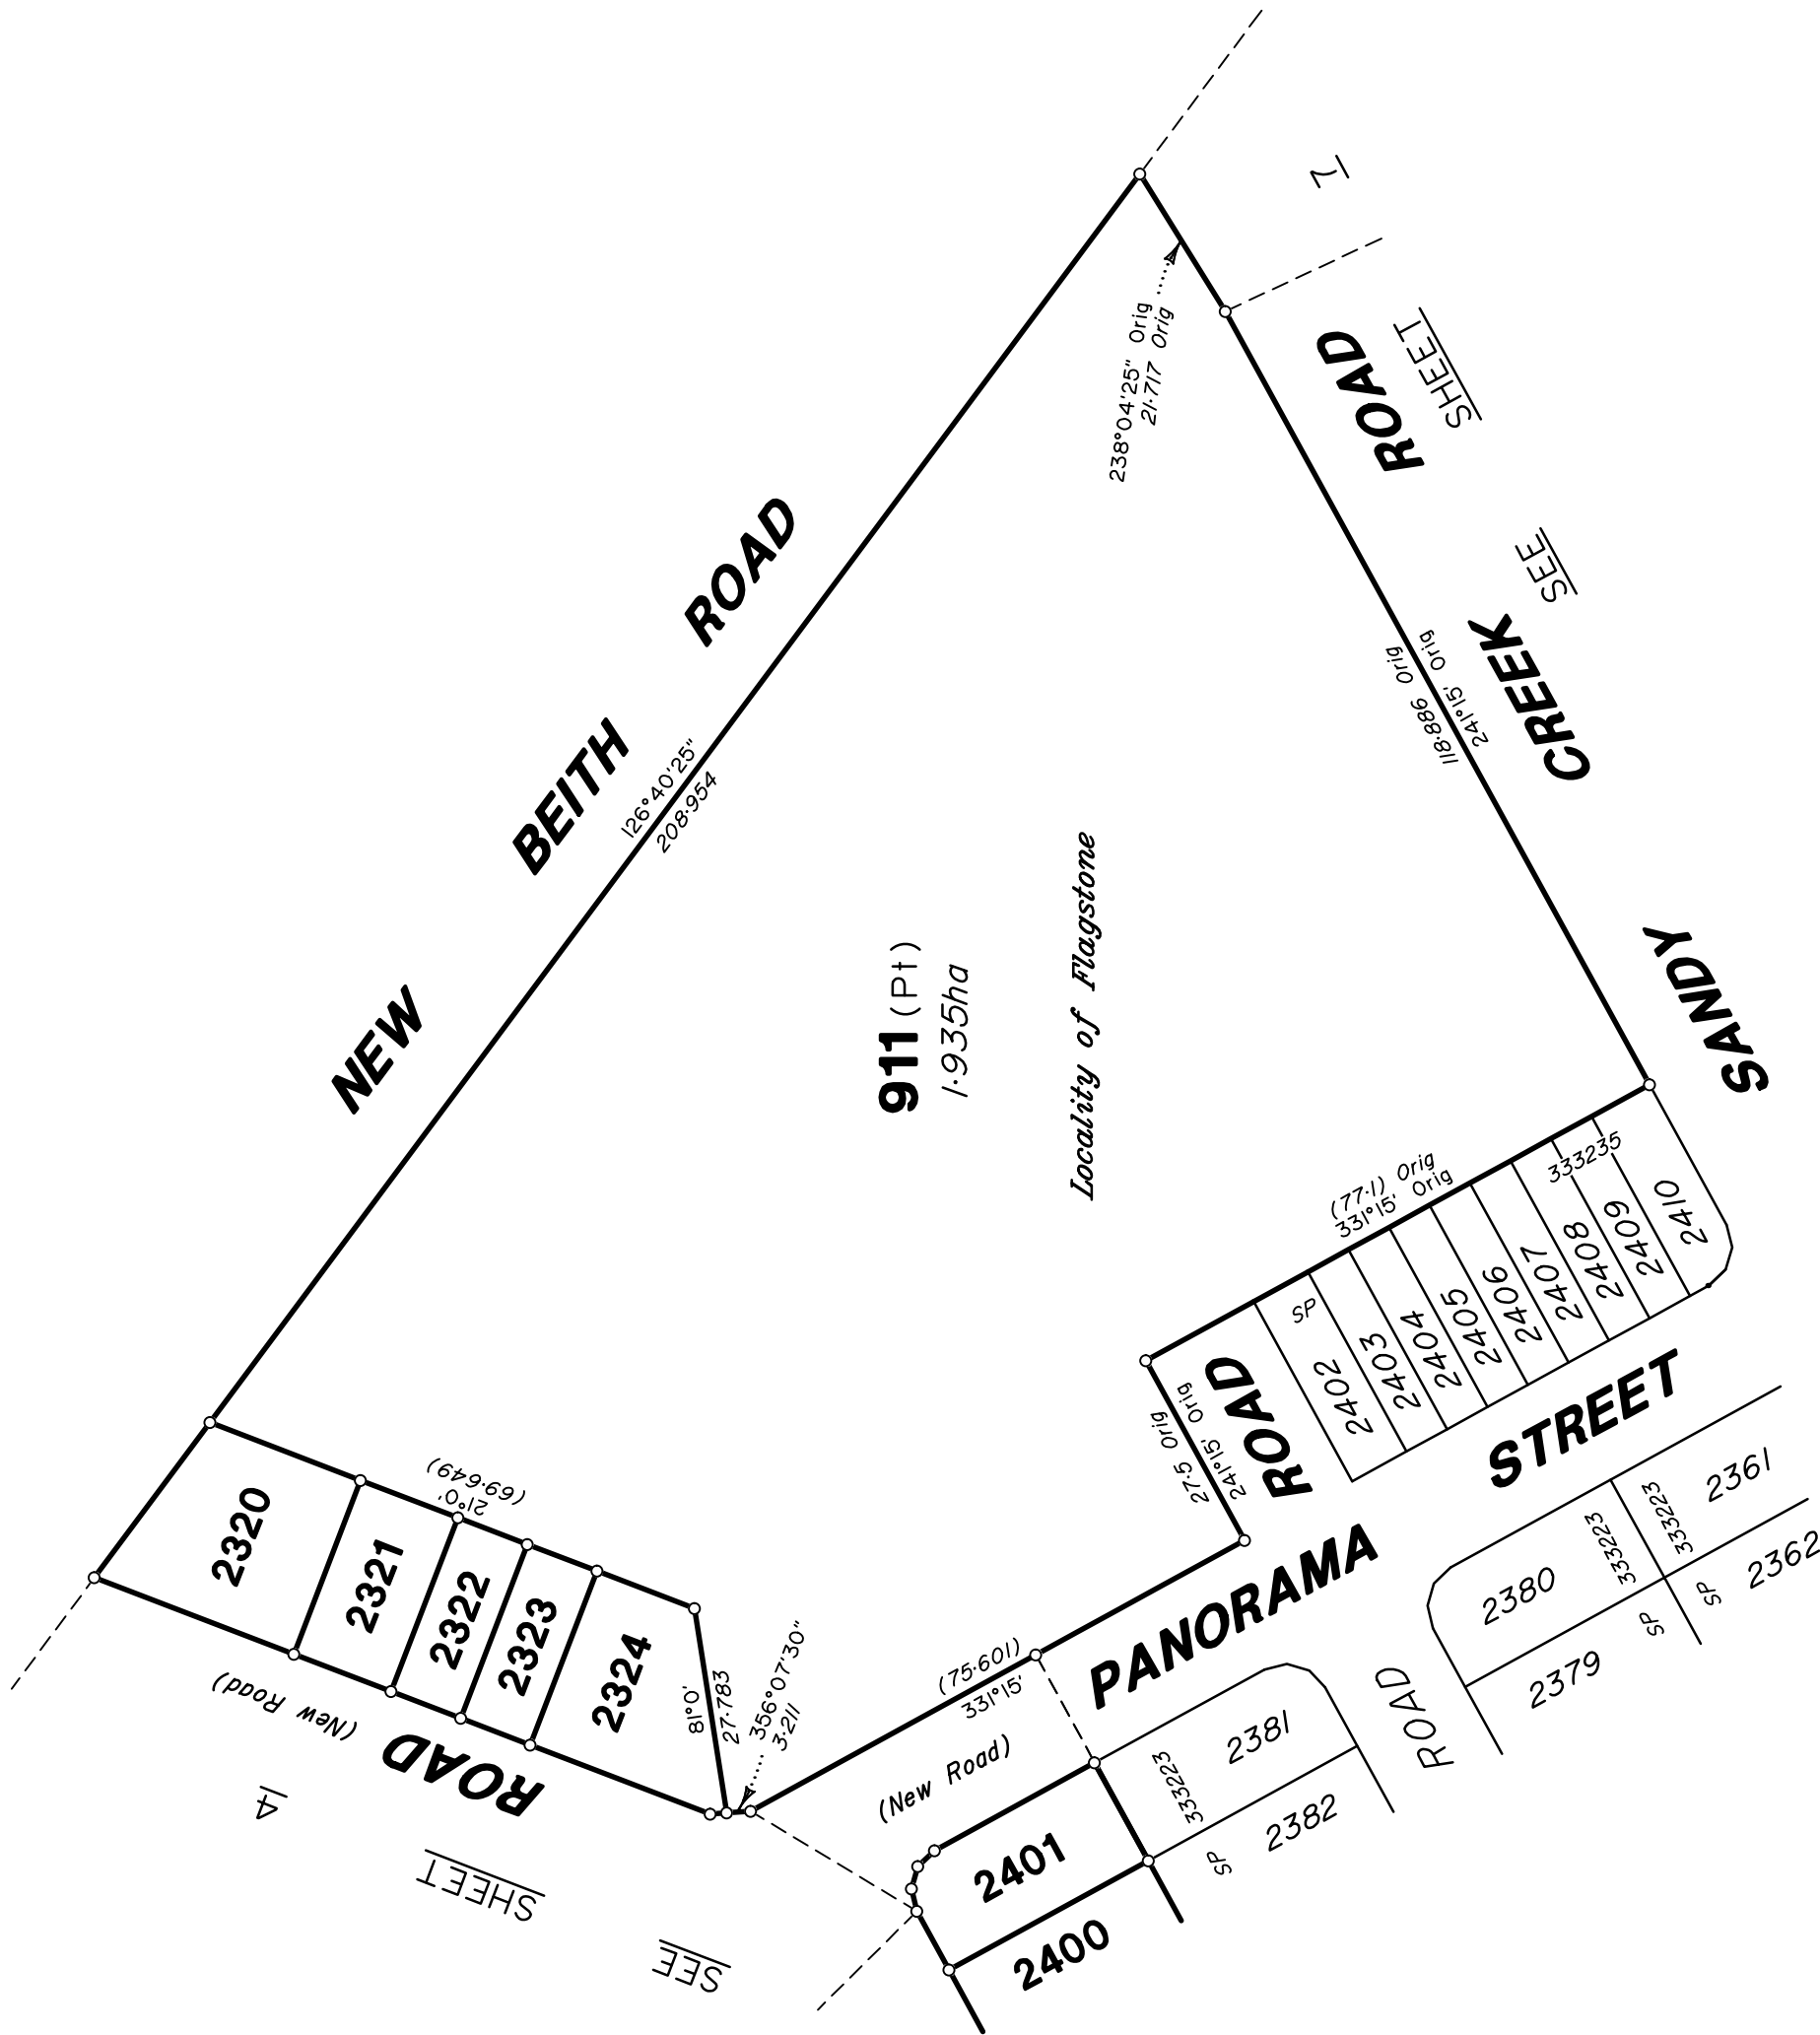 NEW BEITH ROAD
126°40'25"
208·954
238°04'25" Orig
21·717 Orig
SANDY CREEK ROAD
SEE SHEET
118·886 Orig
241°15' Orig
911 (Pt)
1·935ha
Locality of Flagstone
(77·1) Orig
331°15' Orig
SP 333235
2402
2403
2404
2405
2406
2407
2408
2409
2410
27·5 Orig
241°15' Orig
ROAD
2320
2321
2322
2323
2324
21°0'
(69·649)
81°0'
27·783
356°07'30"
3·211
(New Road)
ROAD
SEE SHEET 4
(75·601)
331°15'
(New Road)
PANORAMA STREET
2401
2400
2381
2382
SP 333223
ROAD
2380
2379
SP 333223
2361
2362
SP 333223